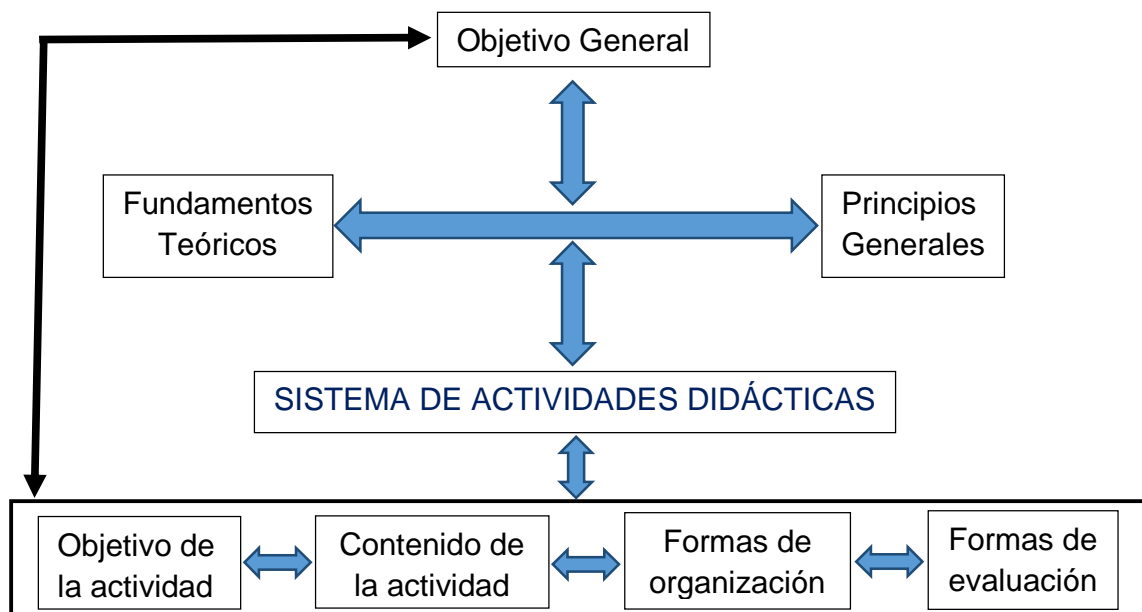 Objetivo General
Fundamentos
Teóricos
Principios
Generales
SISTEMA DE ACTIVIDADES DIDÁCTICAS
Objetivo de
la actividad
Contenido de
la actividad
Formas de
organización
Formas de
evaluación